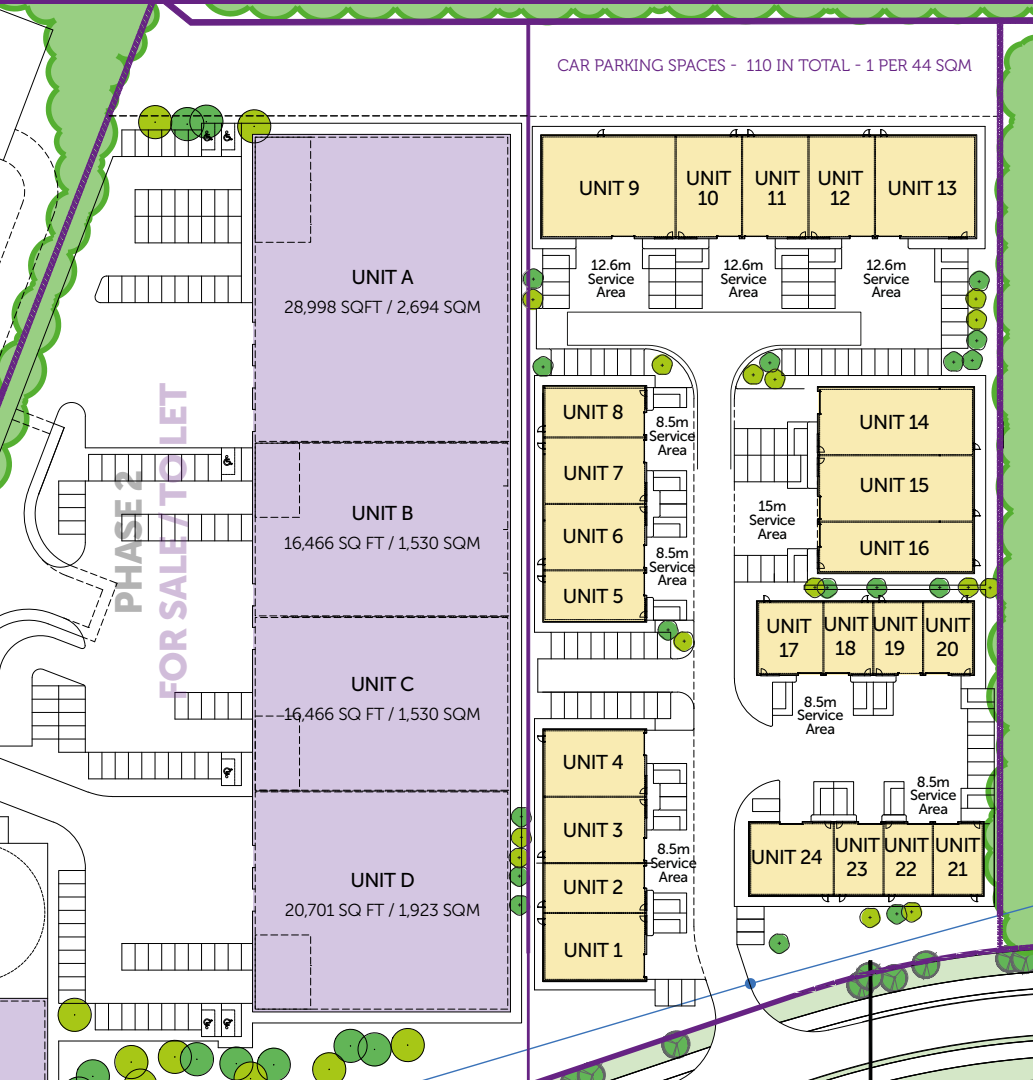 CAR PARKING SPACES - 110 IN TOTAL - 1 PER 44 SQM
UNIT A
28,998 SQFT / 2,694 SQM
UNIT B
16,466 SQ FT / 1,530 SQM
UNIT C
16,466 SQ FT / 1,530 SQM
UNIT D
20,701 SQ FT / 1,923 SQM
PHASE 2
FOR SALE / TO LET
UNIT 9
UNIT
10
UNIT
11
UNIT
12
UNIT 13
12.6m
Service
Area
12.6m
Service
Area
12.6m
Service
Area
UNIT 8
UNIT 7
UNIT 6
UNIT 5
8.5m
Service
Area
8.5m
Service
Area
UNIT 14
UNIT 15
UNIT 16
15m
Service
Area
UNIT
17
UNIT
18
UNIT
19
UNIT
20
8.5m
Service
Area
UNIT 4
UNIT 3
UNIT 2
UNIT 1
8.5m
Service
Area
8.5m
Service
Area
UNIT 24
UNIT
23
UNIT
22
UNIT
21